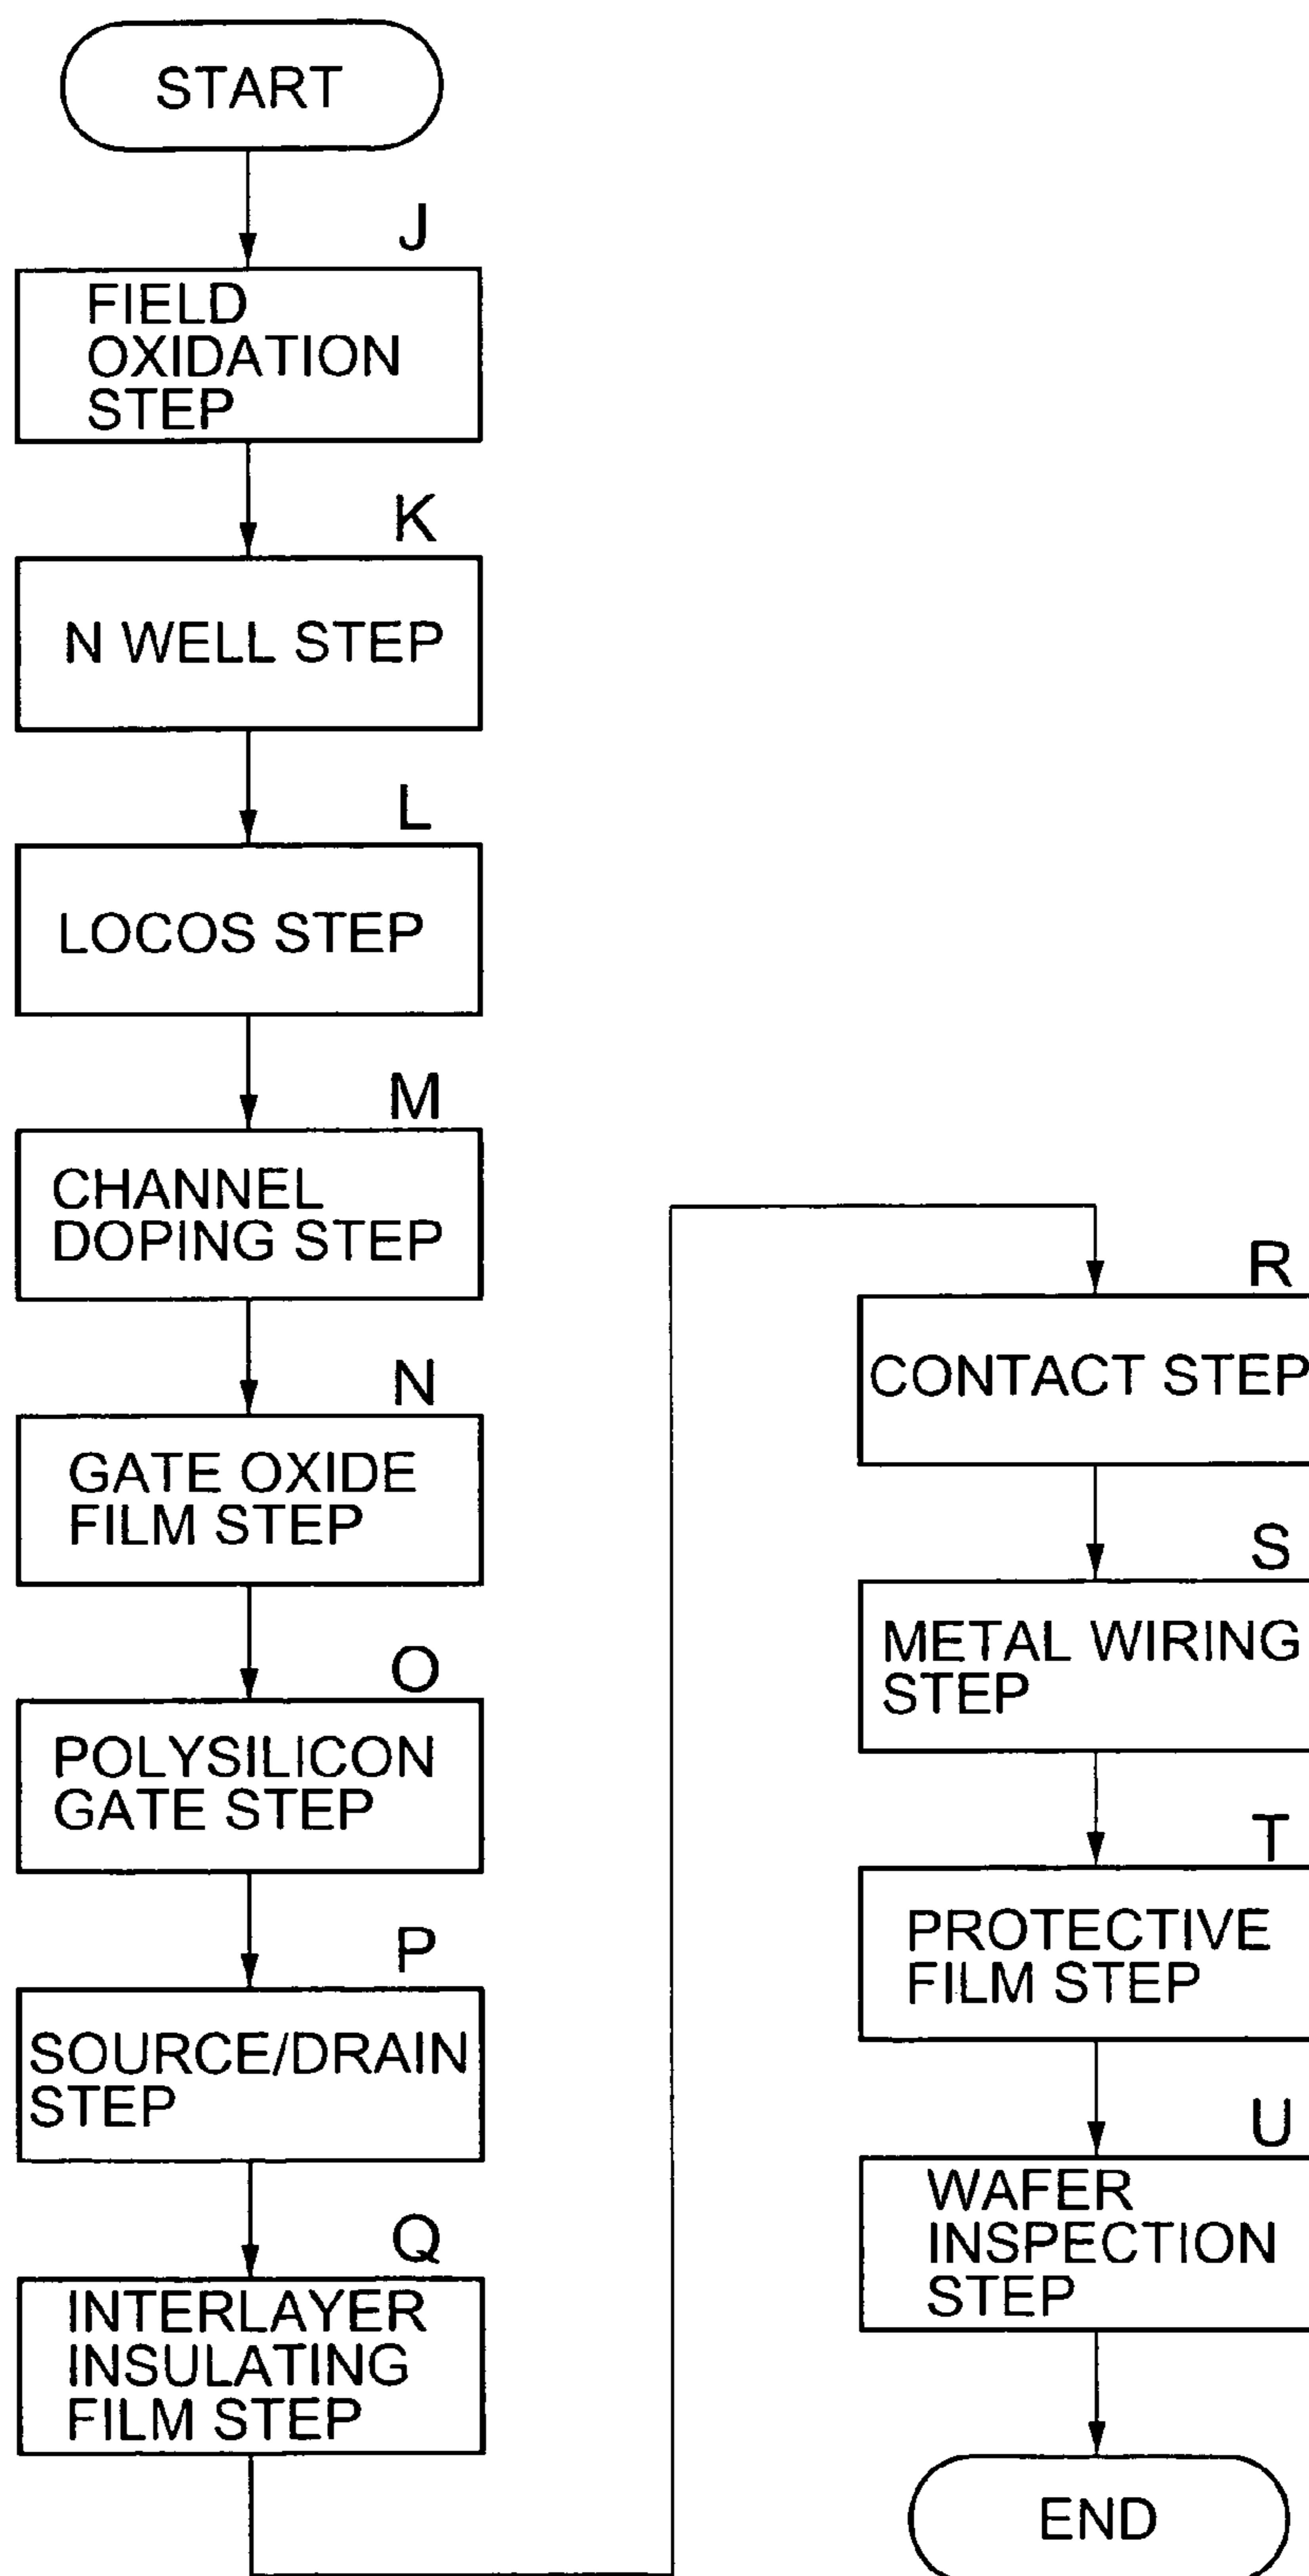 START
J
FIELD
OXIDATION
STEP
K
N WELL STEP
L
LOCOS STEP
M
CHANNEL
DOPING STEP
N
GATE OXIDE
FILM STEP
O
POLYSILICON
GATE STEP
P
SOURCE/DRAIN
STEP
Q
INTERLAYER
INSULATING
FILM STEP
R
CONTACT STEP
S
METAL WIRING
STEP
T
PROTECTIVE
FILM STEP
U
WAFER
INSPECTION
STEP
END